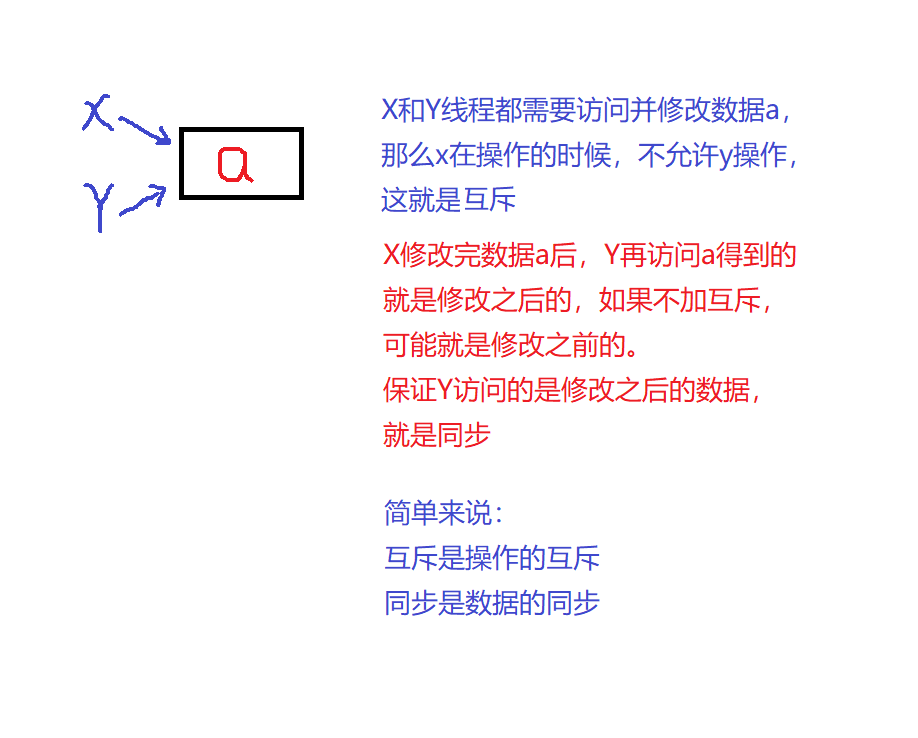 X
Y
a
X和Y线程都需要访问并修改数据a，
那么x在操作的时候，不允许y操作，
这就是互斥
X修改完数据a后，Y再访问a得到的
就是修改之后的，如果不加互斥，
可能就是修改之前的。
保证Y访问的是修改之后的数据，
就是同步
简单来说：
互斥是操作的互斥
同步是数据的同步